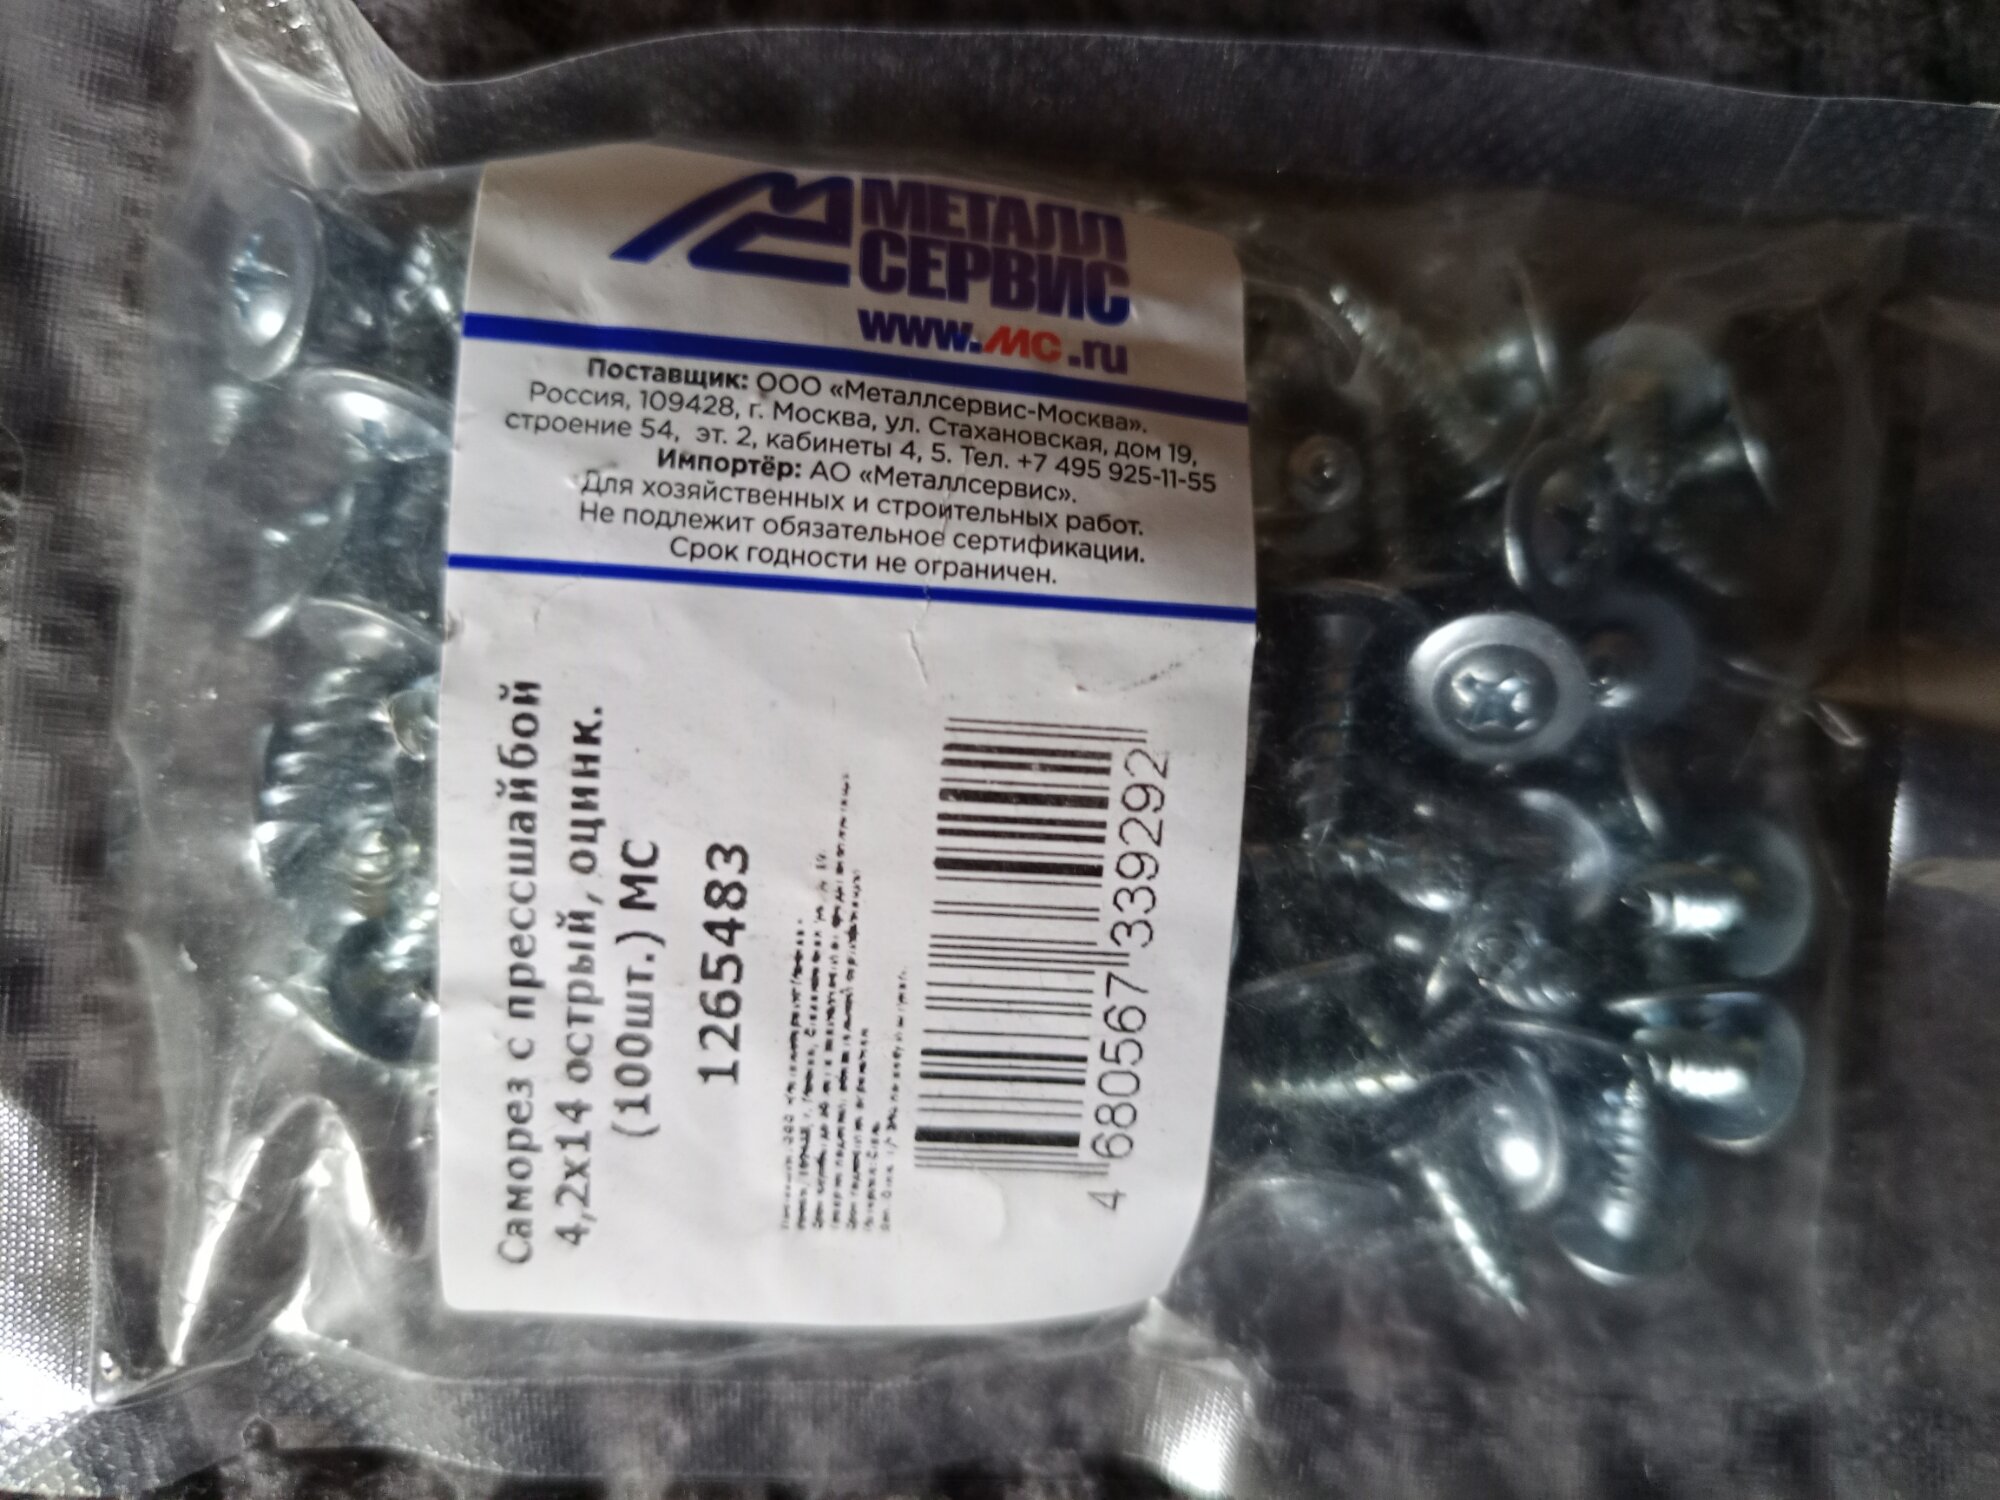 МЕТАЛЛ
СЕРВИС
www.мс.ru
Поставщик: ООО «Металлсервис-Москва».
Россия, 109428, г. Москва, ул. Стахановская, дом 19,
строение 54, эт. 2, кабинеты 4, 5. Тел. +7 495 925-11-55
Импортёр: АО «Металлсервис».
Для хозяйственных и строительных работ.
Не подлежит обязательное сертификации.
Срок годности не ограничен.
Саморез с прессшайбой
4,2х14 острый, оцинк.
(100шт.) МС
1265483
4 680567 339292